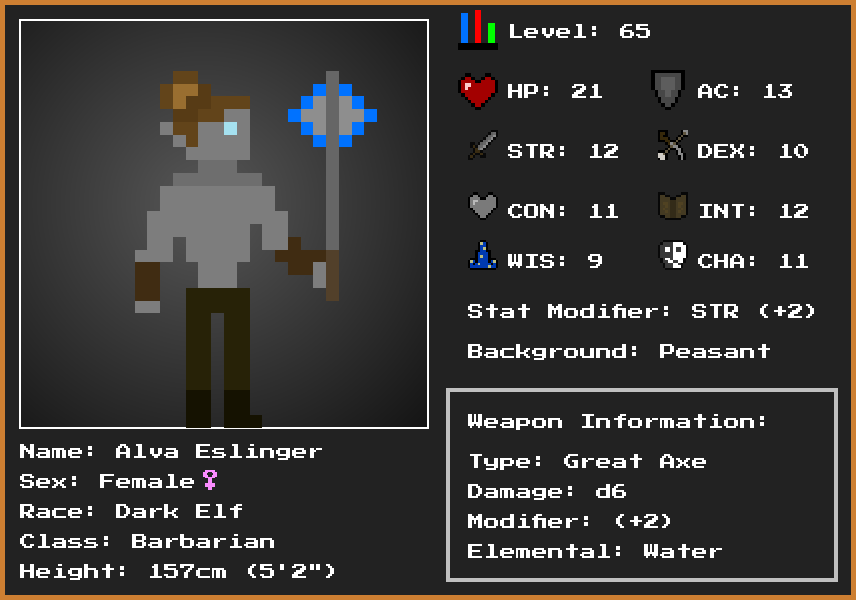 Level: 65
HP: 21
AC: 13
STR: 12
DEX: 10
CON: 11
INT: 12
WIS: 9
CHA: 11
Stat Modifier: STR (+2)
Background: Peasant
Weapon Information:
Type: Great Axe
Damage: d6
Modifier: (+2)
Elemental: Water
Name: Alva Eslinger
Sex: Female♀
Race: Dark Elf
Class: Barbarian
Height: 157cm (5'2")